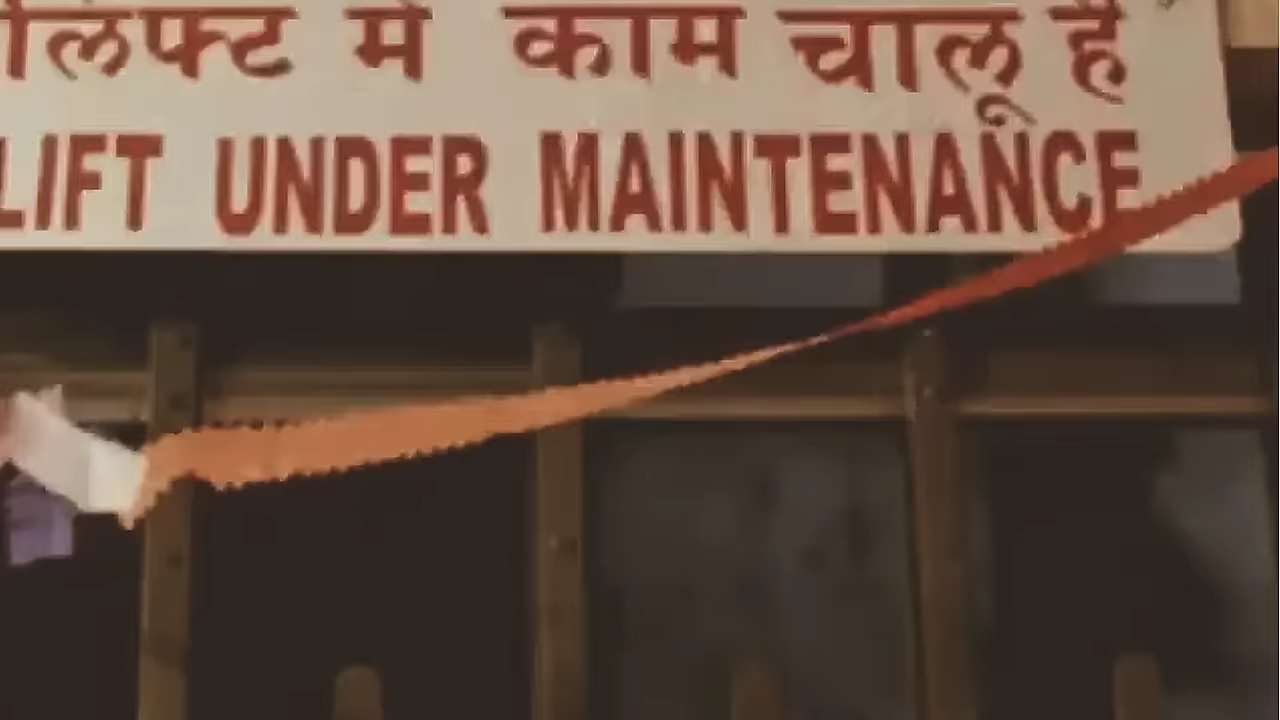 लिफ्ट में काम चालू है
LIFT UNDER MAINTENANCE